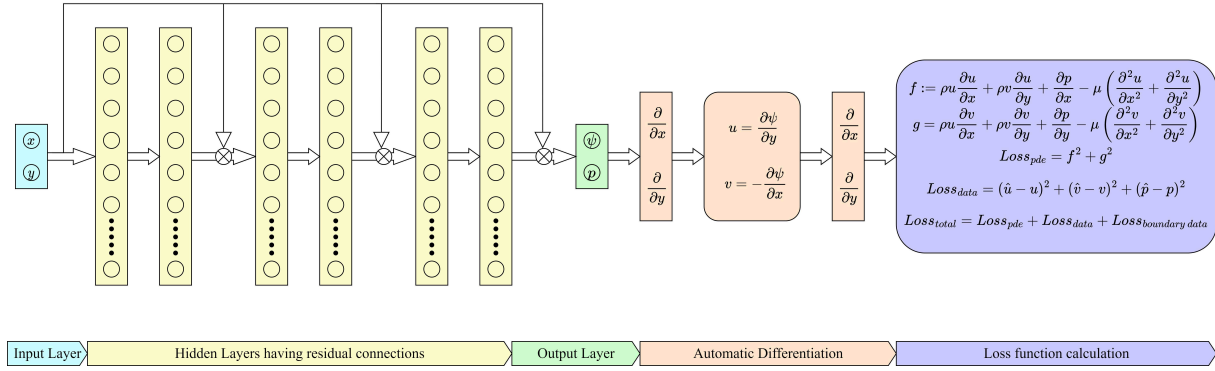 x
y
ψ
p
∂/∂x
∂/∂y
u = ∂ψ/∂y
v = −∂ψ/∂x
∂/∂x
∂/∂y
f := ρu ∂u/∂x + ρv ∂u/∂y + ∂p/∂x − μ (∂²u/∂x² + ∂²u/∂y²)
g = ρu ∂v/∂x + ρv ∂v/∂y + ∂p/∂y − μ (∂²v/∂x² + ∂²v/∂y²)
Loss_pde = f² + g²
Loss_data = (û − u)² + (v̂ − v)² + (p̂ − p)²
Loss_total = Loss_pde + Loss_data + Loss_boundary data
Input Layer
Hidden Layers having residual connections
Output Layer
Automatic Differentiation
Loss function calculation